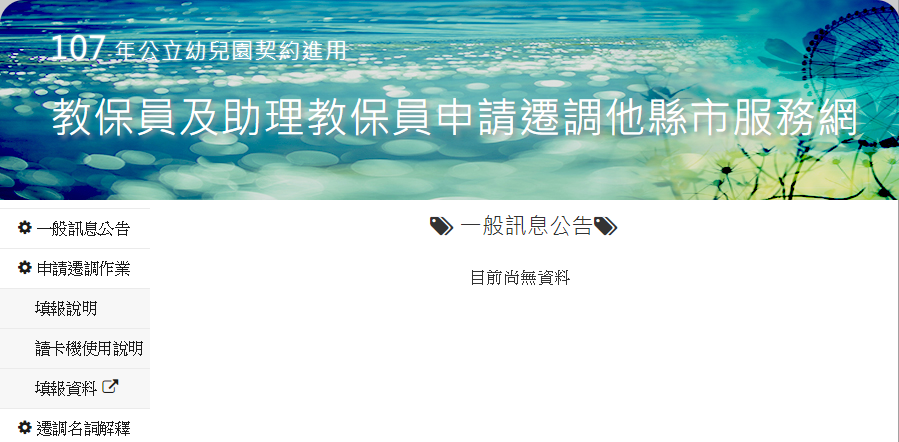 107 年公立幼兒園契約進用
教保員及助理教保員申請遷調他縣市服務網
一般訊息公告
申請遷調作業
填報說明
讀卡機使用說明
填報資料
遷調名詞解釋
一般訊息公告
目前尚無資料